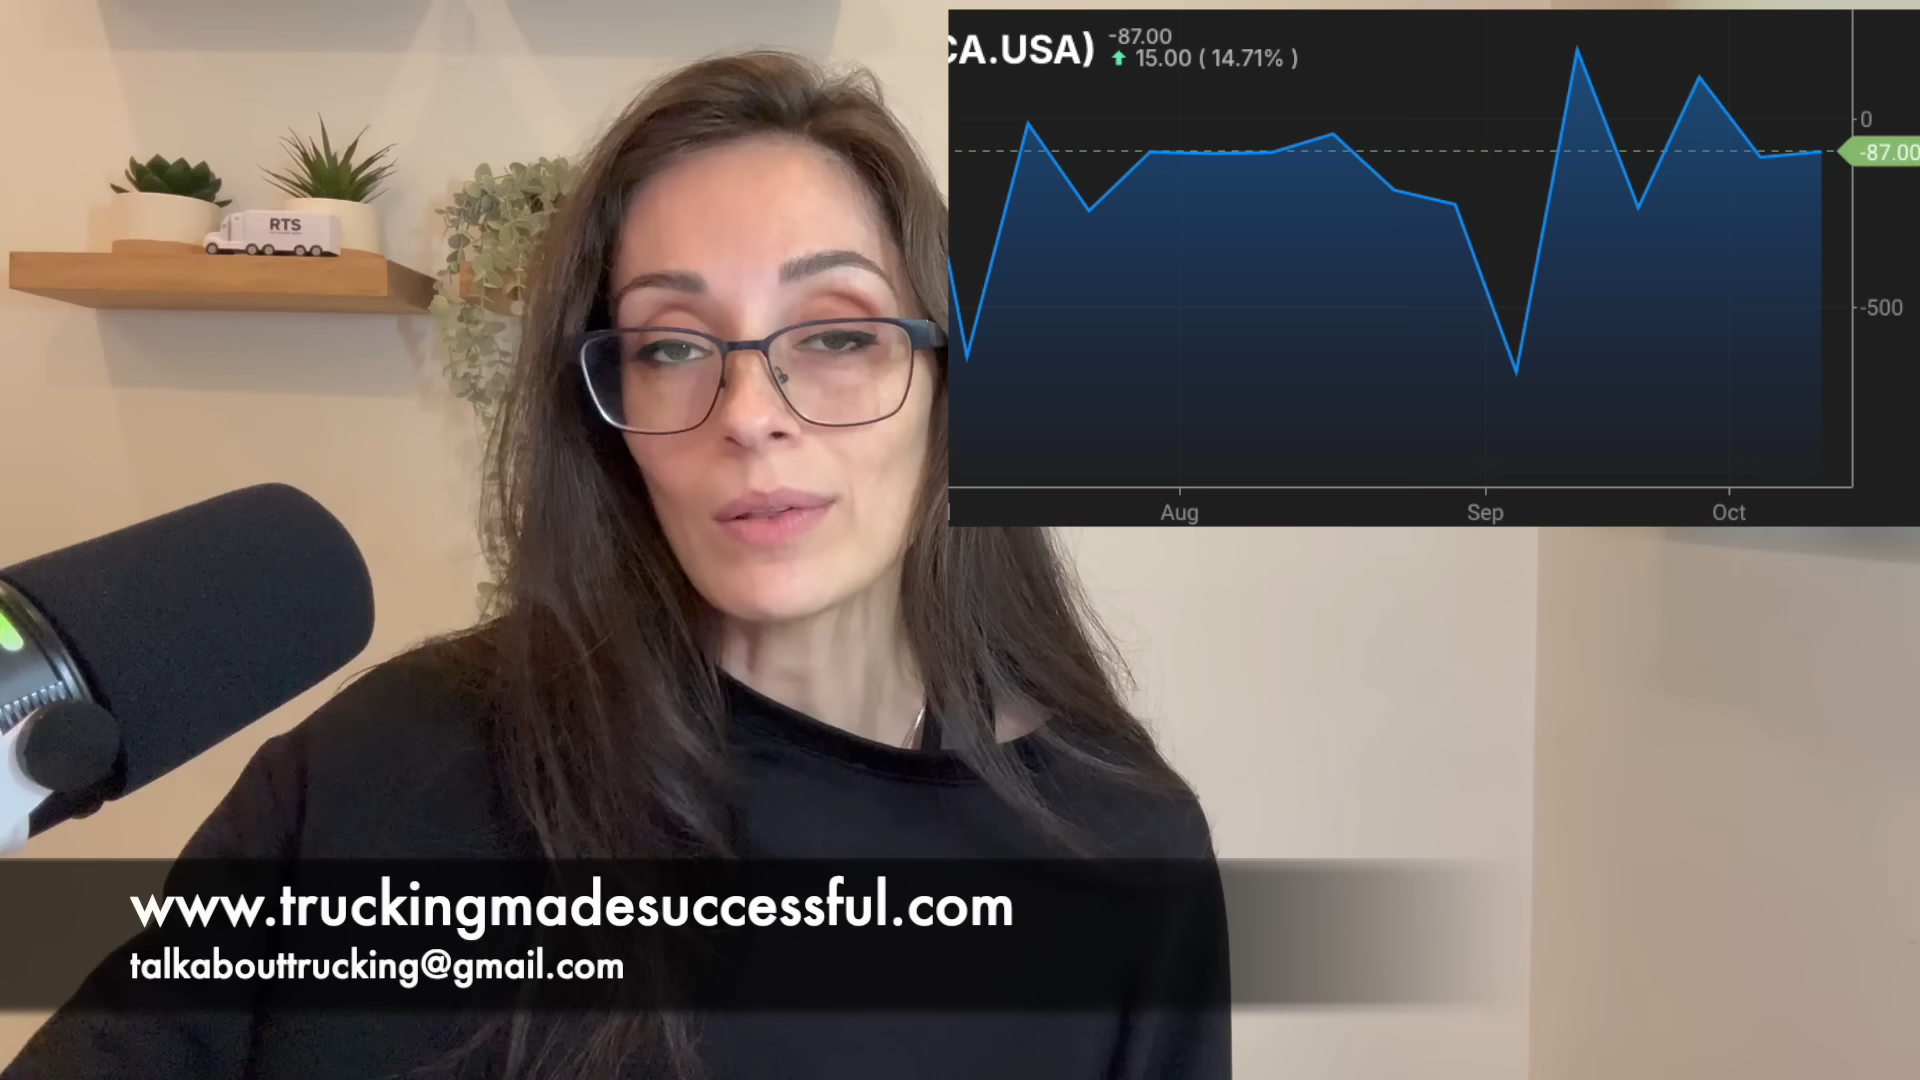 CA.USA)
-87.00
15.00 ( 14.71% )
0
-87.00
-500
Aug
Sep
Oct
RTS
www.truckingmadesuccessful.com
talkabouttrucking@gmail.com